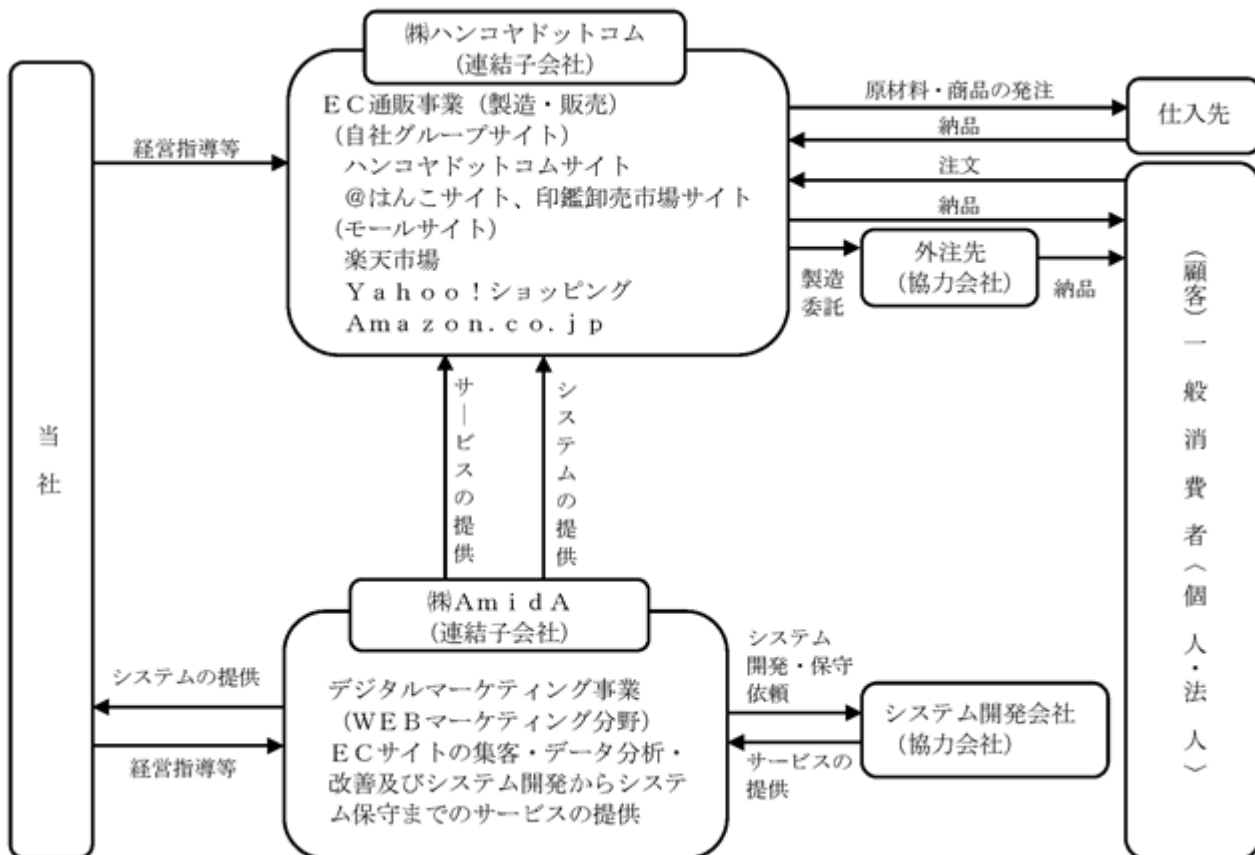 ㈱ハンコヤドットコム
(連結子会社)
EC通販事業(製造・販売)
(自社グループサイト)
ハンコヤドットコムサイト
@はんこサイト、印鑑卸売市場サイト
(モールサイト)
楽天市場
Yahoo!ショッピング
Amazon.co.jp
経営指導等
原材料・商品の発注
納品
仕入先
注文
納品
製造
委託
外注先
(協力会社)
納品
(顧客)一般消費者(個人・法人)
当社
サービスの提供
システムの提供
㈱AmidA
(連結子会社)
デジタルマーケティング事業
(WEBマーケティング分野)
ECサイトの集客・データ分析・
改善及びシステム開発からシステ
ム保守までのサービスの提供
システムの提供
経営指導等
システム
開発・保守
依頼
サービスの
提供
システム開発会社
(協力会社)